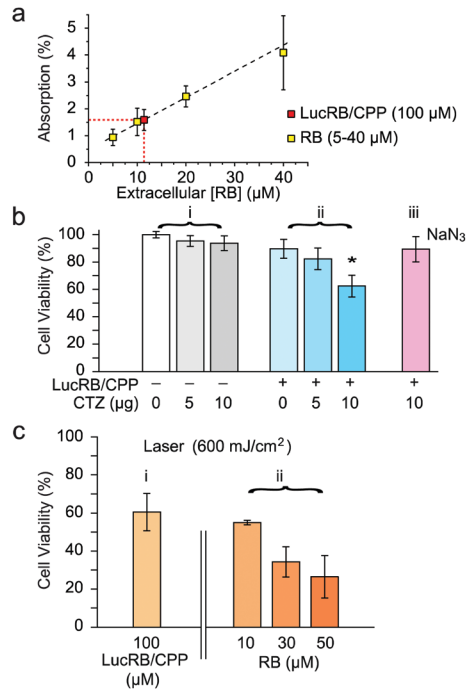 a
Absorption (%)
5
4
3
2
1
0
0 10 20 30 40
Extracellular [RB] (μM)
LucRB/CPP (100 μM)
RB (5-40 μM)
b
Cell Viability (%)
100
80
60
40
20
0
i ii iii
*
NaN3
LucRB/CPP – – – + + + +
CTZ (μg) 0 5 10 0 5 10 10
c
Cell Viability (%)
100
80
60
40
20
0
Laser (600 mJ/cm²)
i ii
100 10 30 50
LucRB/CPP RB (μM)
(μM)